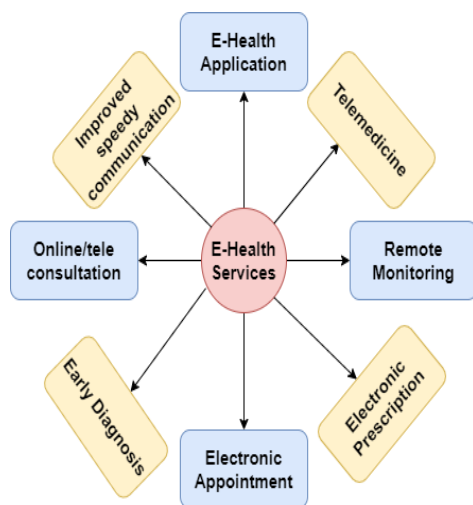 E-Health
Application
Improved
speedy
communication
Telemedicine
Online/tele
consultation
E-Health
Services
Remote
Monitoring
Early Diagnosis
Electronic
Appointment
Electronic
Prescription